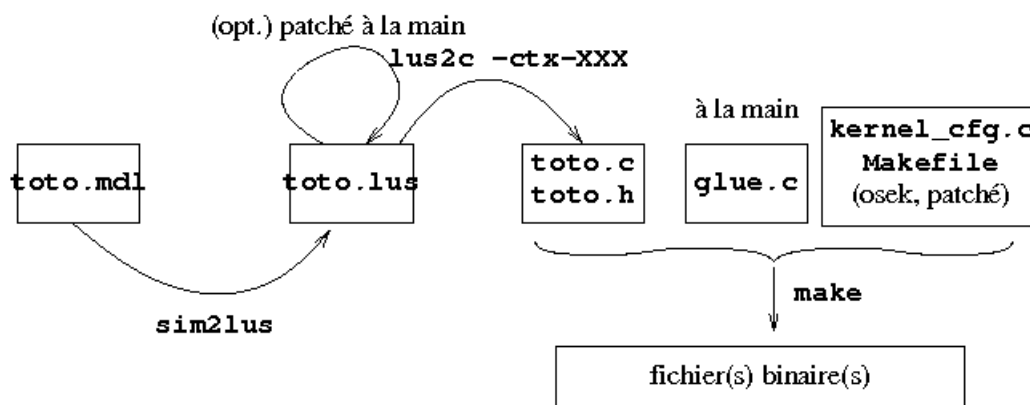 (opt.) patché à la main
lus2c -ctx-XXX
à la main
kernel_cfg.c
Makefile
(osek, patché)
toto.mdl
toto.lus
toto.c
toto.h
glue.c
sim2lus
make
fichier(s) binaire(s)